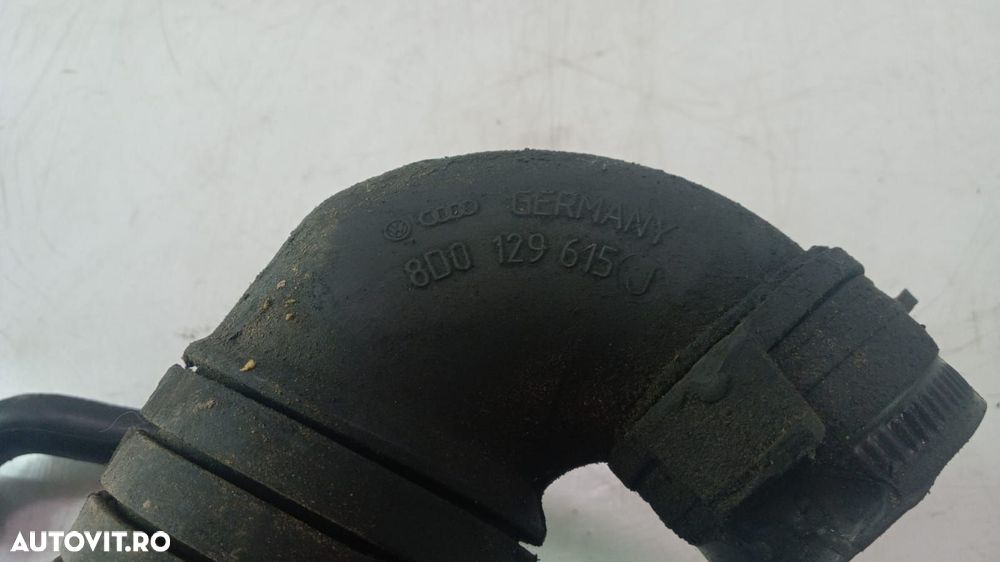 GERMANY
8D0 129 615 J
AUTOVIT.RO